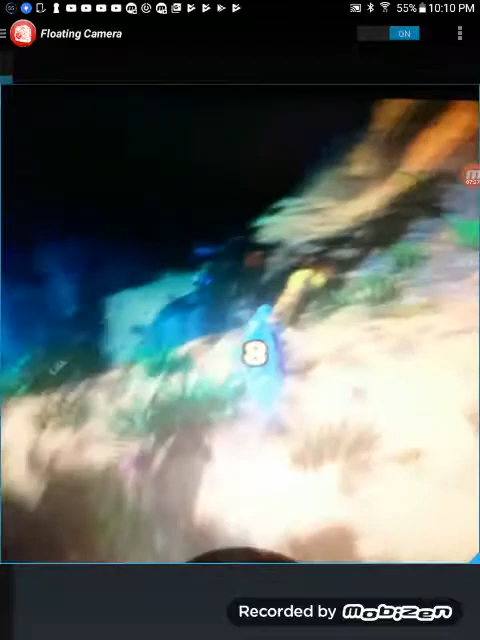 55% 10:10 PM
Floating Camera
ON
8
Recorded by mobizen